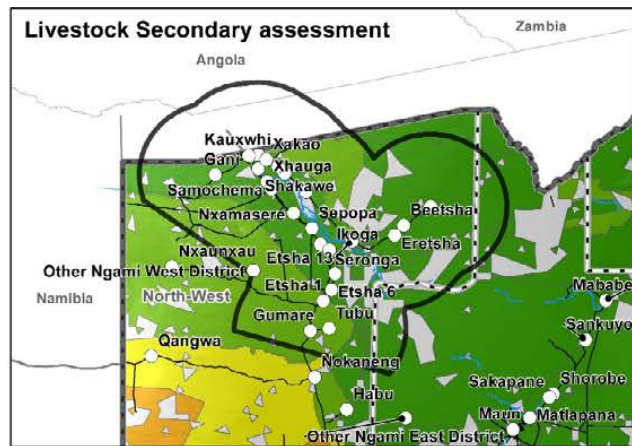 Livestock Secondary assessment
Zambia
Angola
Kauxwhi
Xakao
Gani
Xhauga
Samochema
Shakawe
Nxamasere
Sepopa
Beetsha
Ikoga
Nxaunxau
Etsha 13
Seronga
Eretsha
Other Ngami West District
Etsha 1
Etsha 6
Namibia
North-West
Mababe
Gumare
Tubu
Sankuyo
Qangwa
Nokaneng
Habu
Sakapane
Shorobe
Maun
Matlapana
Other Ngami East District